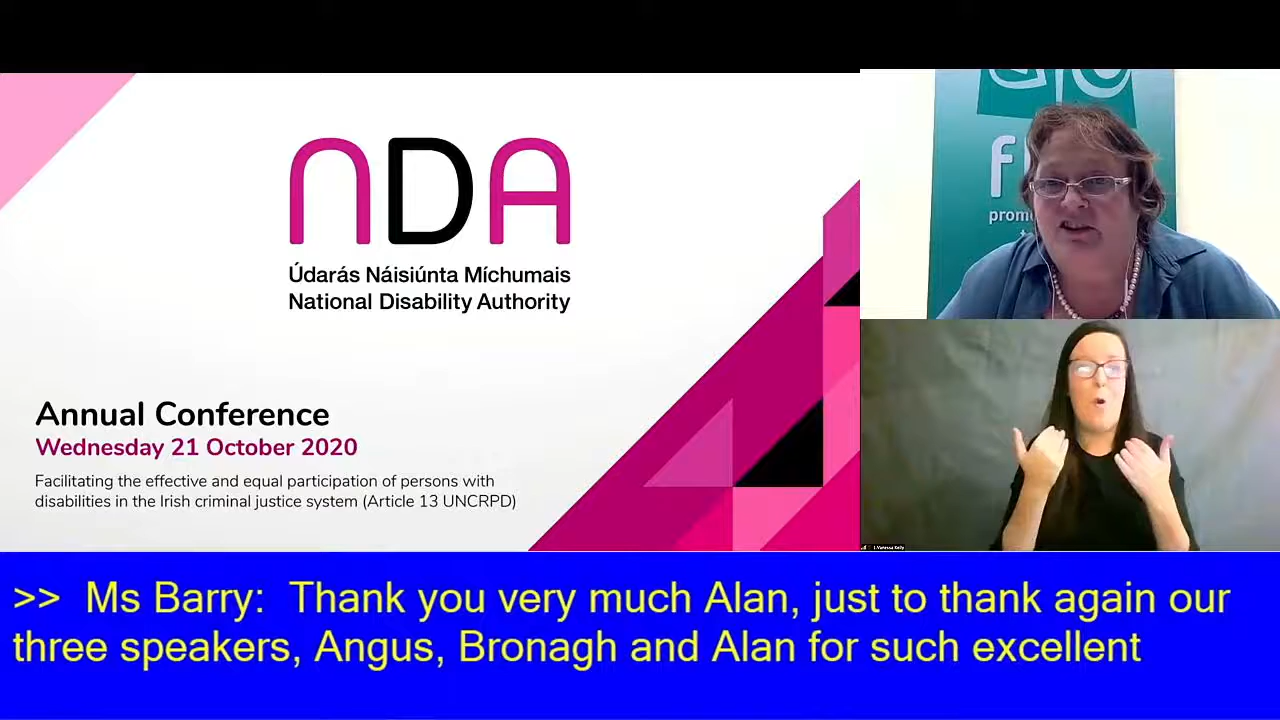 NDA
Údarás Náisiúnta Míchumais
National Disability Authority
Annual Conference
Wednesday 21 October 2020
Facilitating the effective and equal participation of persons with
disabilities in the Irish criminal justice system (Article 13 UNCRPD)
Vanessa Kelly
>> Ms Barry: Thank you very much Alan, just to thank again our
three speakers, Angus, Bronagh and Alan for such excellent